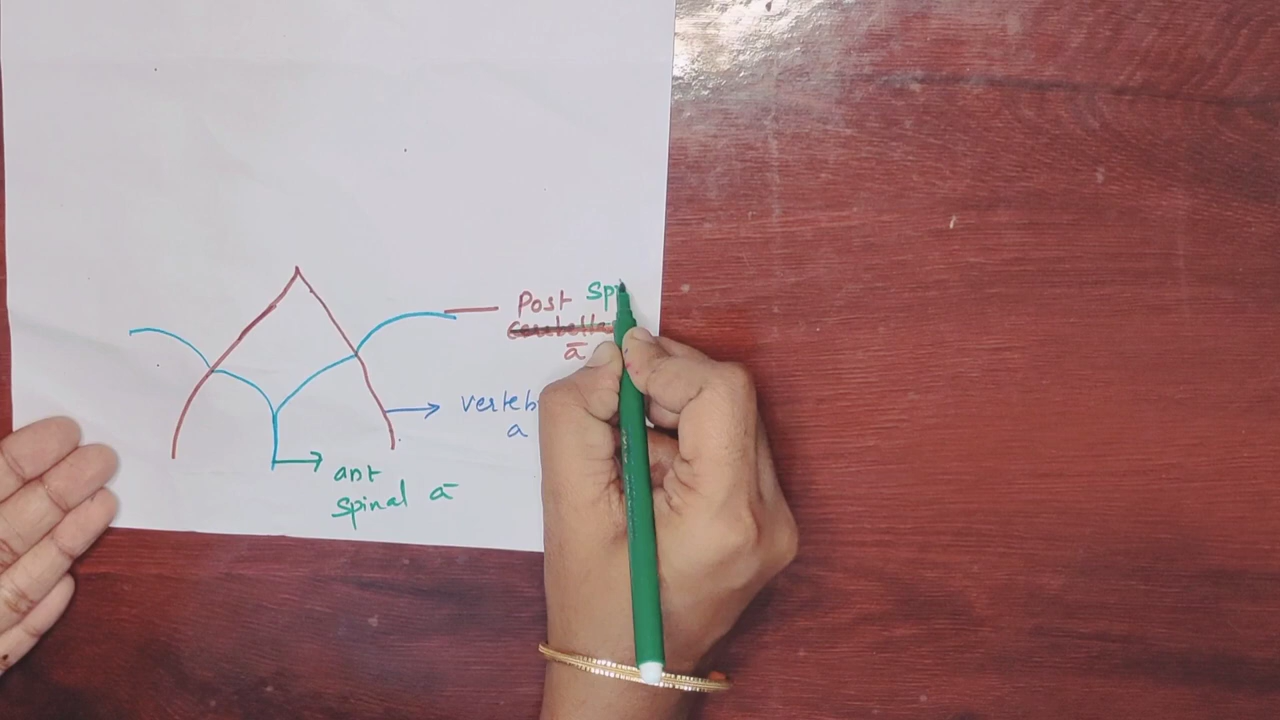 Post Sp
ā
verteb
a
ant
spinal ā